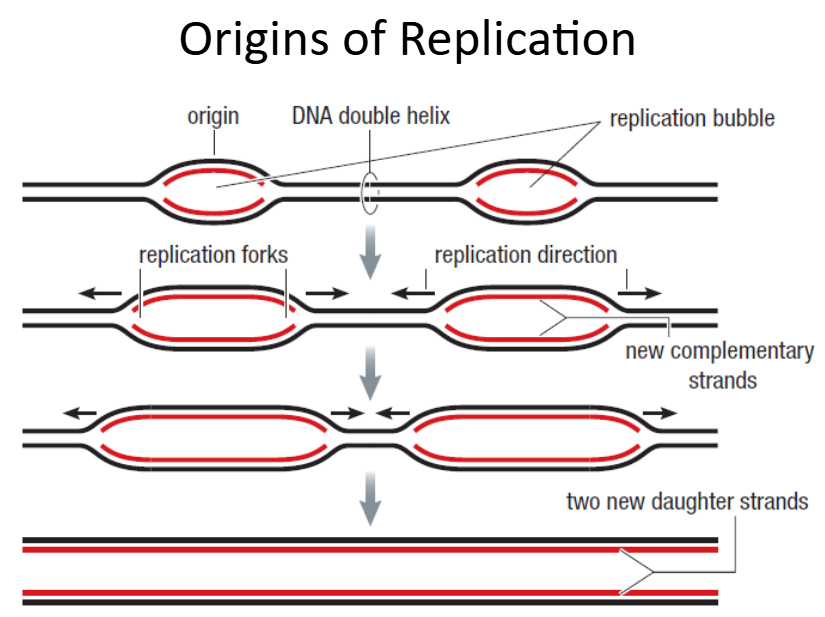 Origins of Replication
origin
DNA double helix
replication bubble
replication forks
replication direction
new complementary
strands
two new daughter strands